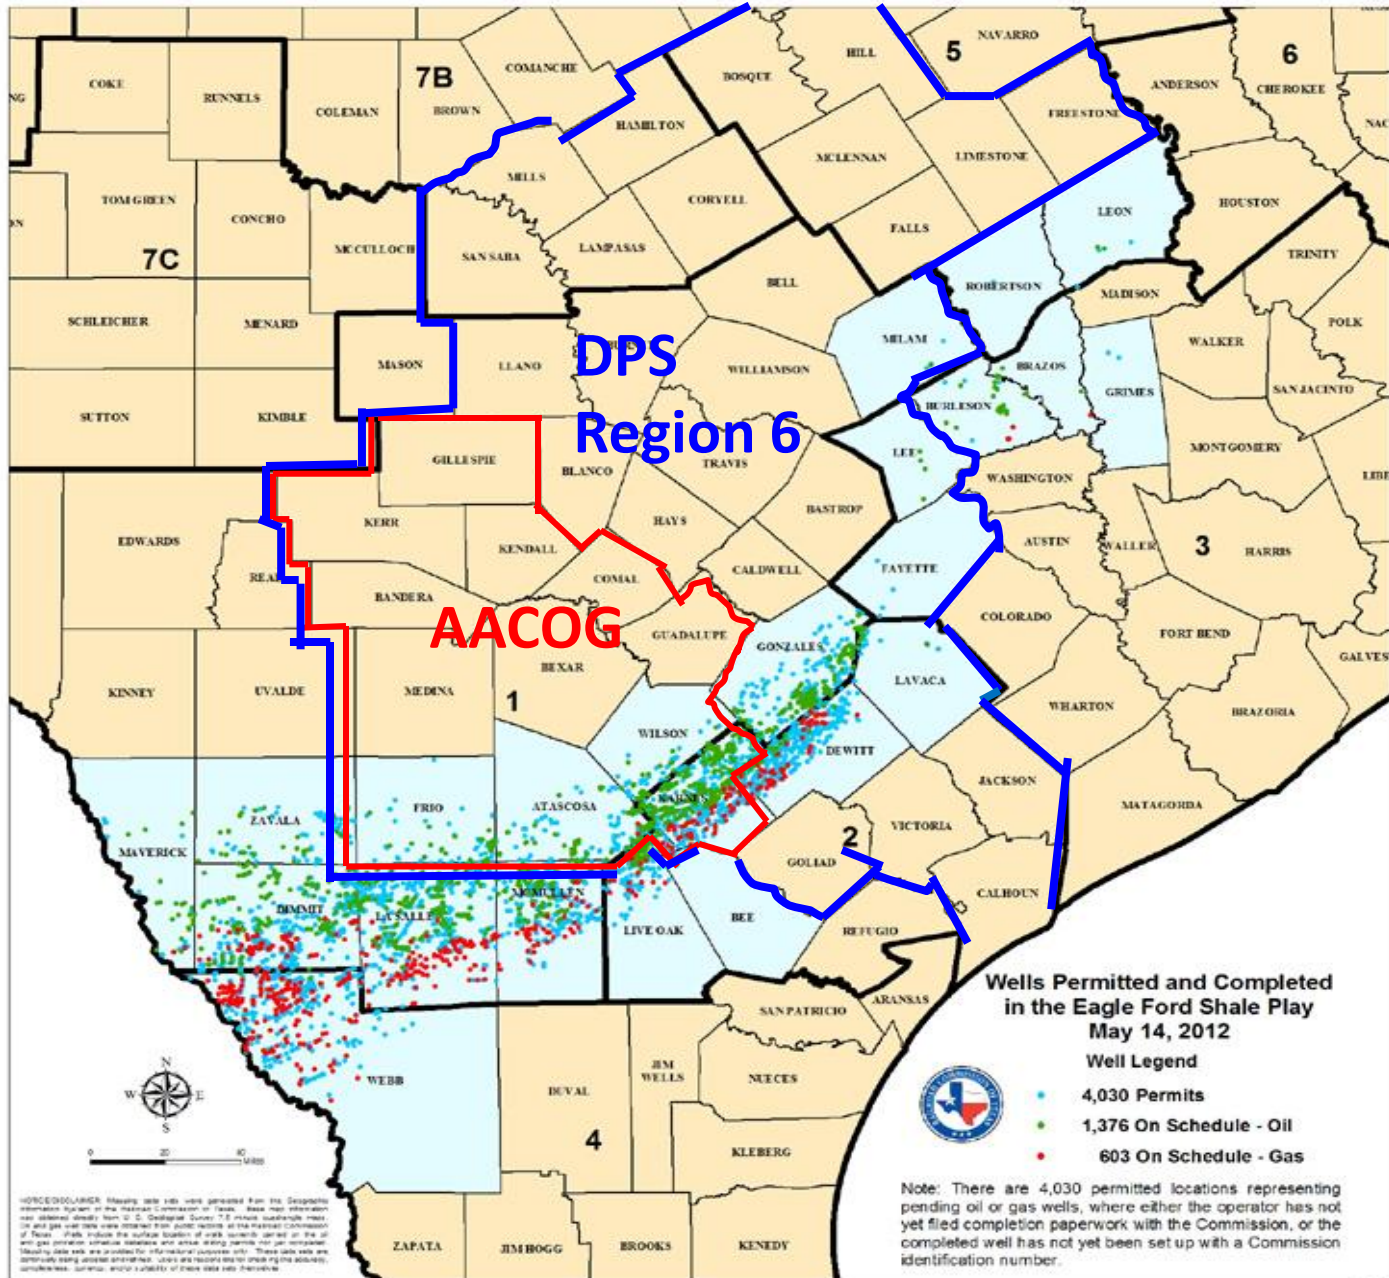 7B
COMANCHE
HILL
NAVARRO
5
6
COKE
RUNNELS
COLEMAN
BROWN
BOSQUE
ANDERSON
CHEROKEE
HAMILTON
FREESTONE
MCLENNAN
LIMESTONE
MILLS
TOM GREEN
CONCHO
CORYELL
HOUSTON
LEON
FALLS
MCCULLOCH
SAN SABA
LAMPASAS
TRINITY
7C
BELL
ROBERTSON
MADISON
SCHLEICHER
MENARD
POLK
MILAM
WALKER
MASON
LLANO
DPS
WILLIAMSON
BRAZOS
SUTTON
KIMBLE
Region 6
BURLESON
GRIMES
SAN JACINTO
GILLESPIE
BLANCO
TRAVIS
LEE
MONTGOMERY
WASHINGTON
KERR
HAYS
BASTROP
EDWARDS
KENDALL
AUSTIN
WALLER
3
HARRIS
REAL
BANDERA
COMAL
CALDWELL
FAYETTE
AACOG
GUADALUPE
COLORADO
FORT BEND
GONZALES
GALVES
KINNEY
UVALDE
MEDINA
BEXAR
1
LAVACA
WHARTON
BRAZORIA
WILSON
DEWITT
JACKSON
MATAGORDA
ZAVALA
FRIO
ATASCOSA
KARNES
VICTORIA
MAVERICK
2
GOLIAD
CALHOUN
DIMMIT
LASALLE
MCMULLEN
LIVE OAK
BEE
REFUGIO
ARANSAS
SAN PATRICIO
Wells Permitted and Completed
in the Eagle Ford Shale Play
May 14, 2012
Well Legend
4,030 Permits
1,376 On Schedule - Oil
603 On Schedule - Gas
N
W E
S
WEBB
DUVAL
JIM
WELLS
NUECES
4
KLEBERG
0 20 40
MILES
ZAPATA
JIM HOGG
BROOKS
KENEDY
Note: There are 4,030 permitted locations representing
pending oil or gas wells, where either the operator has not
yet filed completion paperwork with the Commission, or the
completed well has not yet been set up with a Commission
identification number.